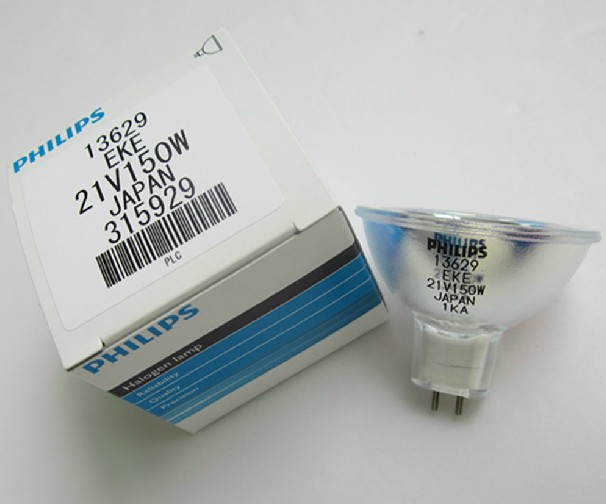 PHILIPS
13629
EKE
21V150W
JAPAN
315929
PLC
PHILIPS
Halogen lamp
Reliability
Quality
Precision
PHILIPS
13629
EKE
21V150W
JAPAN
1KA